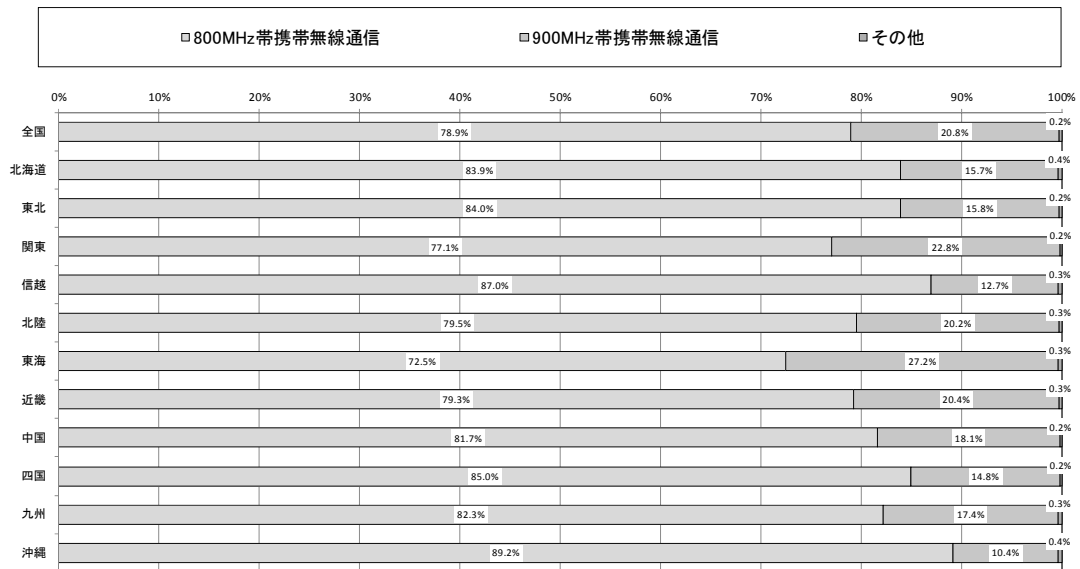 ■800MHz帯携帯無線通信 ■900MHz帯携帯無線通信 ■その他
0% 10% 20% 30% 40% 50% 60% 70% 80% 90% 100%
全国 78.9% 20.8% 0.2%
北海道 83.9% 15.7% 0.4%
東北 84.0% 15.8% 0.2%
関東 77.1% 22.8% 0.2%
信越 87.0% 12.7% 0.3%
北陸 79.5% 20.2% 0.3%
東海 72.5% 27.2% 0.3%
近畿 79.3% 20.4% 0.3%
中国 81.7% 18.1% 0.2%
四国 85.0% 14.8% 0.2%
九州 82.3% 17.4% 0.3%
沖縄 89.2% 10.4% 0.4%